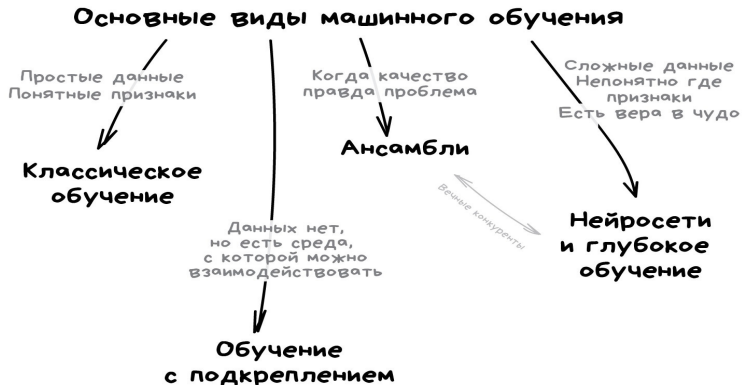 Основные виды машинного обучения
Простые данные
Понятные признаки
Классическое
обучение
Данных нет,
но есть среда,
с которой можно
взаимодействовать
Обучение
с подкреплением
Когда качество
правда проблема
Ансамбли
Вечные конкуренты
Сложные данные
Непонятно где
признаки
Есть вера в чудо
Нейросети
и глубокое
обучение